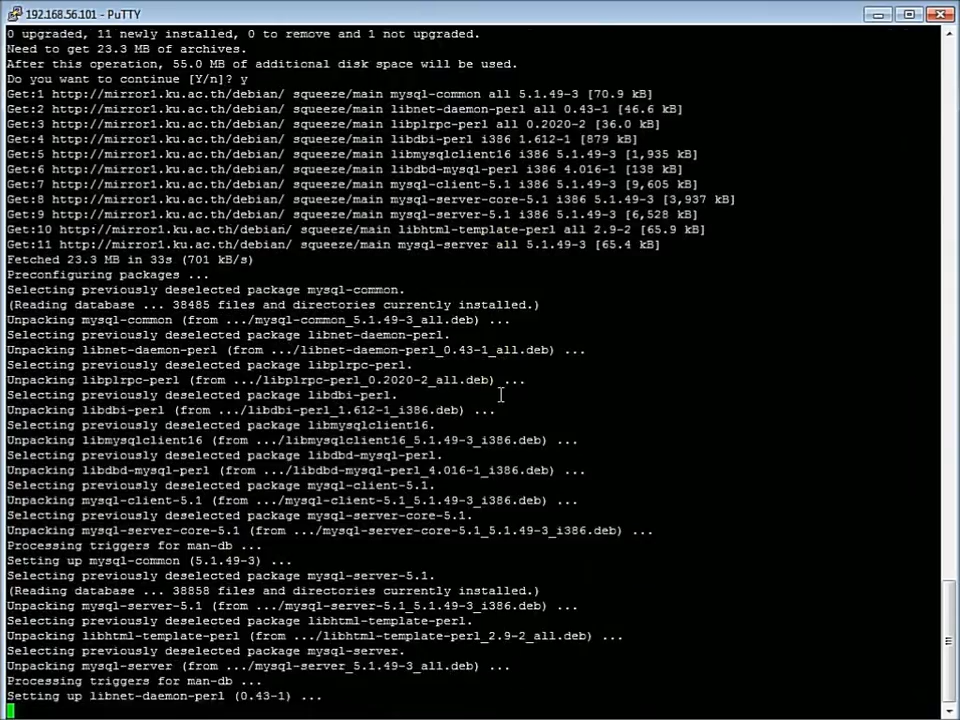 192.168.56.101 - PuTTY
0 upgraded, 11 newly installed, 0 to remove and 1 not upgraded.
Need to get 23.3 MB of archives.
After this operation, 55.0 MB of additional disk space will be used.
Do you want to continue [Y/n]? y
Get:1 http://mirror1.ku.ac.th/debian/ squeeze/main mysql-common all 5.1.49-3 [70.9 kB]
Get:2 http://mirror1.ku.ac.th/debian/ squeeze/main libnet-daemon-perl all 0.43-1 [46.6 kB]
Get:3 http://mirror1.ku.ac.th/debian/ squeeze/main libplrpc-perl all 0.2020-2 [36.0 kB]
Get:4 http://mirror1.ku.ac.th/debian/ squeeze/main libdbi-perl i386 1.612-1 [879 kB]
Get:5 http://mirror1.ku.ac.th/debian/ squeeze/main libmysqlclient16 i386 5.1.49-3 [1,935 kB]
Get:6 http://mirror1.ku.ac.th/debian/ squeeze/main libdbd-mysql-perl i386 4.016-1 [138 kB]
Get:7 http://mirror1.ku.ac.th/debian/ squeeze/main mysql-client-5.1 i386 5.1.49-3 [9,605 kB]
Get:8 http://mirror1.ku.ac.th/debian/ squeeze/main mysql-server-core-5.1 i386 5.1.49-3 [3,937 kB]
Get:9 http://mirror1.ku.ac.th/debian/ squeeze/main mysql-server-5.1 i386 5.1.49-3 [6,528 kB]
Get:10 http://mirror1.ku.ac.th/debian/ squeeze/main libhtml-template-perl all 2.9-2 [65.9 kB]
Get:11 http://mirror1.ku.ac.th/debian/ squeeze/main mysql-server all 5.1.49-3 [65.4 kB]
Fetched 23.3 MB in 33s (701 kB/s)
Preconfiguring packages ...
Selecting previously deselected package mysql-common.
(Reading database ... 38485 files and directories currently installed.)
Unpacking mysql-common (from .../mysql-common_5.1.49-3_all.deb) ...
Selecting previously deselected package libnet-daemon-perl.
Unpacking libnet-daemon-perl (from .../libnet-daemon-perl_0.43-1_all.deb) ...
Selecting previously deselected package libplrpc-perl.
Unpacking libplrpc-perl (from .../libplrpc-perl_0.2020-2_all.deb) ...
Selecting previously deselected package libdbi-perl.
Unpacking libdbi-perl (from .../libdbi-perl_1.612-1_i386.deb) ...
Selecting previously deselected package libmysqlclient16.
Unpacking libmysqlclient16 (from .../libmysqlclient16_5.1.49-3_i386.deb) ...
Selecting previously deselected package libdbd-mysql-perl.
Unpacking libdbd-mysql-perl (from .../libdbd-mysql-perl_4.016-1_i386.deb) ...
Selecting previously deselected package mysql-client-5.1.
Unpacking mysql-client-5.1 (from .../mysql-client-5.1_5.1.49-3_i386.deb) ...
Selecting previously deselected package mysql-server-core-5.1.
Unpacking mysql-server-core-5.1 (from .../mysql-server-core-5.1_5.1.49-3_i386.deb) ...
Processing triggers for man-db ...
Setting up mysql-common (5.1.49-3) ...
Selecting previously deselected package mysql-server-5.1.
(Reading database ... 38858 files and directories currently installed.)
Unpacking mysql-server-5.1 (from .../mysql-server-5.1_5.1.49-3_i386.deb) ...
Selecting previously deselected package libhtml-template-perl.
Unpacking libhtml-template-perl (from .../libhtml-template-perl_2.9-2_all.deb) ...
Selecting previously deselected package mysql-server.
Unpacking mysql-server (from .../mysql-server_5.1.49-3_all.deb) ...
Processing triggers for man-db ...
Setting up libnet-daemon-perl (0.43-1) ...